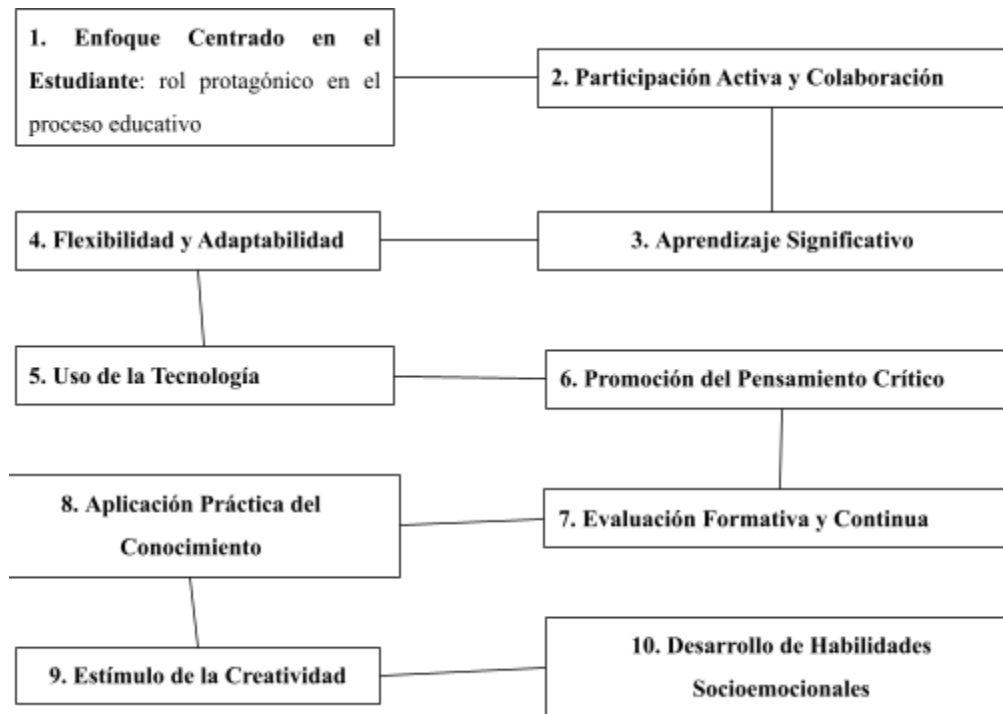 1. Enfoque Centrado en el
Estudiante: rol protagónico en el
proceso educativo
2. Participación Activa y Colaboración
3. Aprendizaje Significativo
4. Flexibilidad y Adaptabilidad
5. Uso de la Tecnología
6. Promoción del Pensamiento Crítico
7. Evaluación Formativa y Continua
8. Aplicación Práctica del
Conocimiento
9. Estímulo de la Creatividad
10. Desarrollo de Habilidades
Socioemocionales